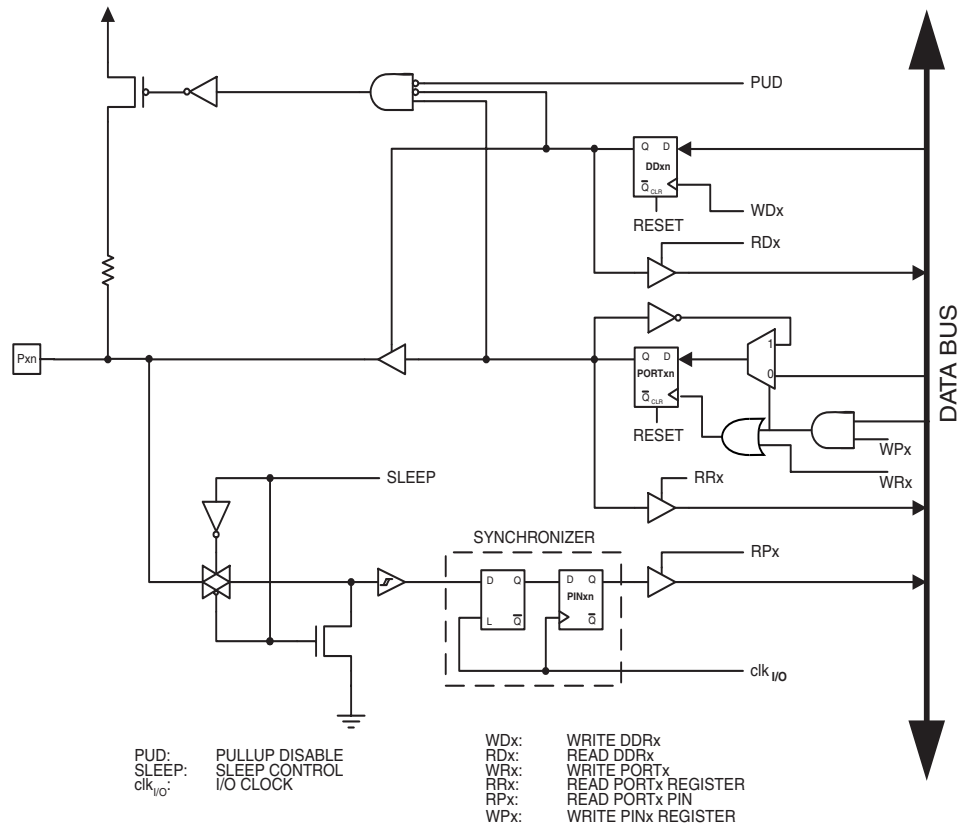 PUD
Q D
DDxn
Q CLR
WDx
RESET
RDx
DATA BUS
1
Pxn
Q D
PORTxn
0
Q CLR
RESET
WPx
WRx
SLEEP
RRx
SYNCHRONIZER
RPx
D Q
L Q
D Q
PINxn
Q
clk I/O
PUD: PULLUP DISABLE
SLEEP: SLEEP CONTROL
clkI/O: I/O CLOCK
WDx: WRITE DDRx
RDx: READ DDRx
WRx: WRITE PORTx
RRx: READ PORTx REGISTER
RPx: READ PORTx PIN
WPx: WRITE PINx REGISTER